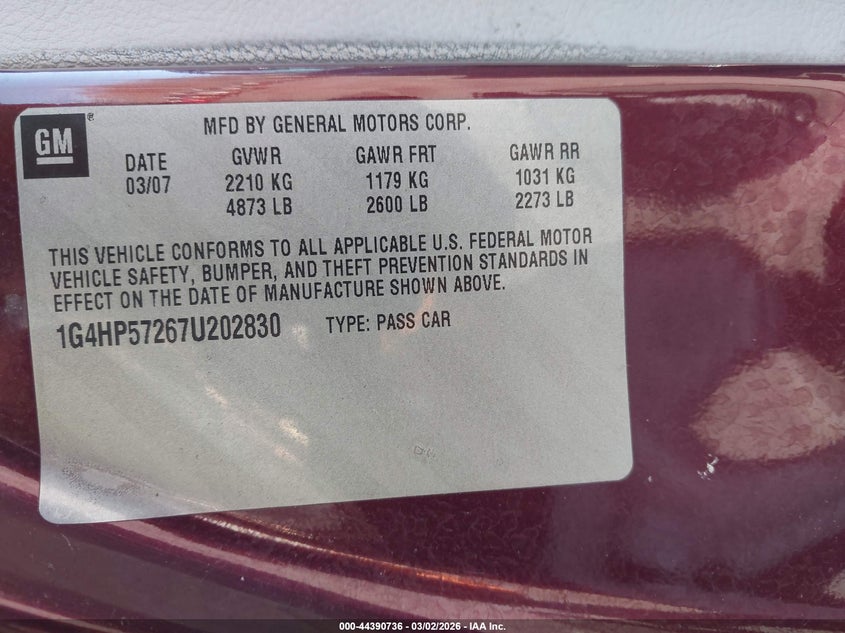 GM®
MFD BY GENERAL MOTORS CORP.
DATE GVWR GAWR FRT GAWR RR
03/07 2210 KG 1179 KG 1031 KG
4873 LB 2600 LB 2273 LB
THIS VEHICLE CONFORMS TO ALL APPLICABLE U.S. FEDERAL MOTOR
VEHICLE SAFETY, BUMPER, AND THEFT PREVENTION STANDARDS IN
EFFECT ON THE DATE OF MANUFACTURE SHOWN ABOVE.
1G4HP57267U202830 TYPE: PASS CAR
000-44390736 - 03/02/2026 - IAA Inc.